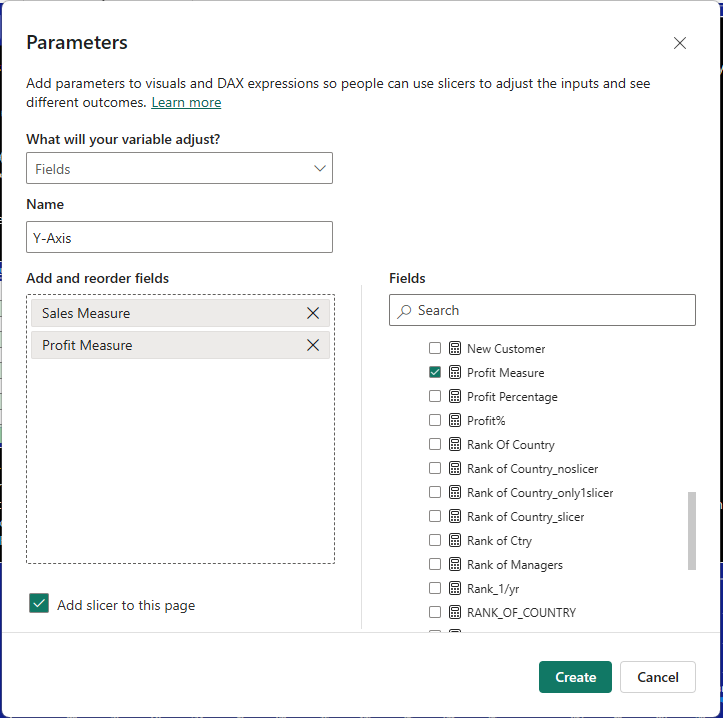 Parameters
Add parameters to visuals and DAX expressions so people can use slicers to adjust the inputs and see
different outcomes. Learn more
What will your variable adjust?
Fields
Name
Y-Axis
Add and reorder fields
Sales Measure
Profit Measure
Add slicer to this page
Fields
Search
New Customer
Profit Measure
Profit Percentage
Profit%
Rank Of Country
Rank of Country_noslicer
Rank of Country_only1slicer
Rank of Country_slicer
Rank of Ctry
Rank of Managers
Rank_1/yr
RANK_OF_COUNTRY
Create
Cancel